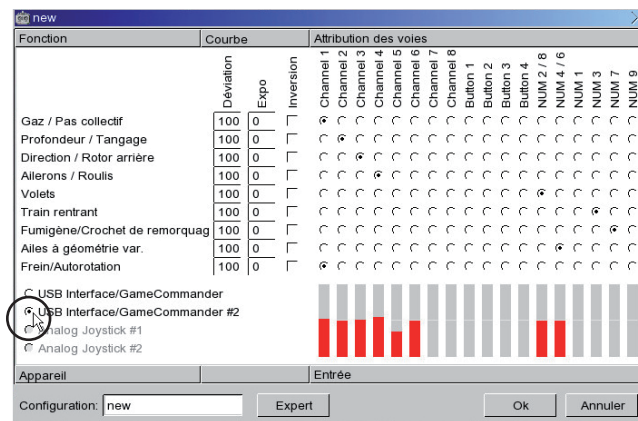 new
Fonction Courbe Attribution des voies
Déviation Expo Inversion Channel 1 Channel 2 Channel 3 Channel 4 Channel 5 Channel 6 Channel 7 Channel 8 Button 1 Button 2 Button 3 Button 4 NUM 2 / 8 NUM 4 / 6 NUM 1 NUM 3 NUM 7 NUM 9
Gaz / Pas collectif 100 0
Profondeur / Tangage 100 0
Direction / Rotor arrière 100 0
Ailerons / Roulis 100 0
Volets 100 0
Train rentrant 100 0
Fumigène/Crochet de remorquag 100 0
Ailes à géométrie var. 100 0
Frein/Autorotation 100 0
USB Interface/GameCommander
USB Interface/GameCommander #2
Analog Joystick #1
Analog Joystick #2
Appareil Entrée
Configuration: new Expert Ok Annuler